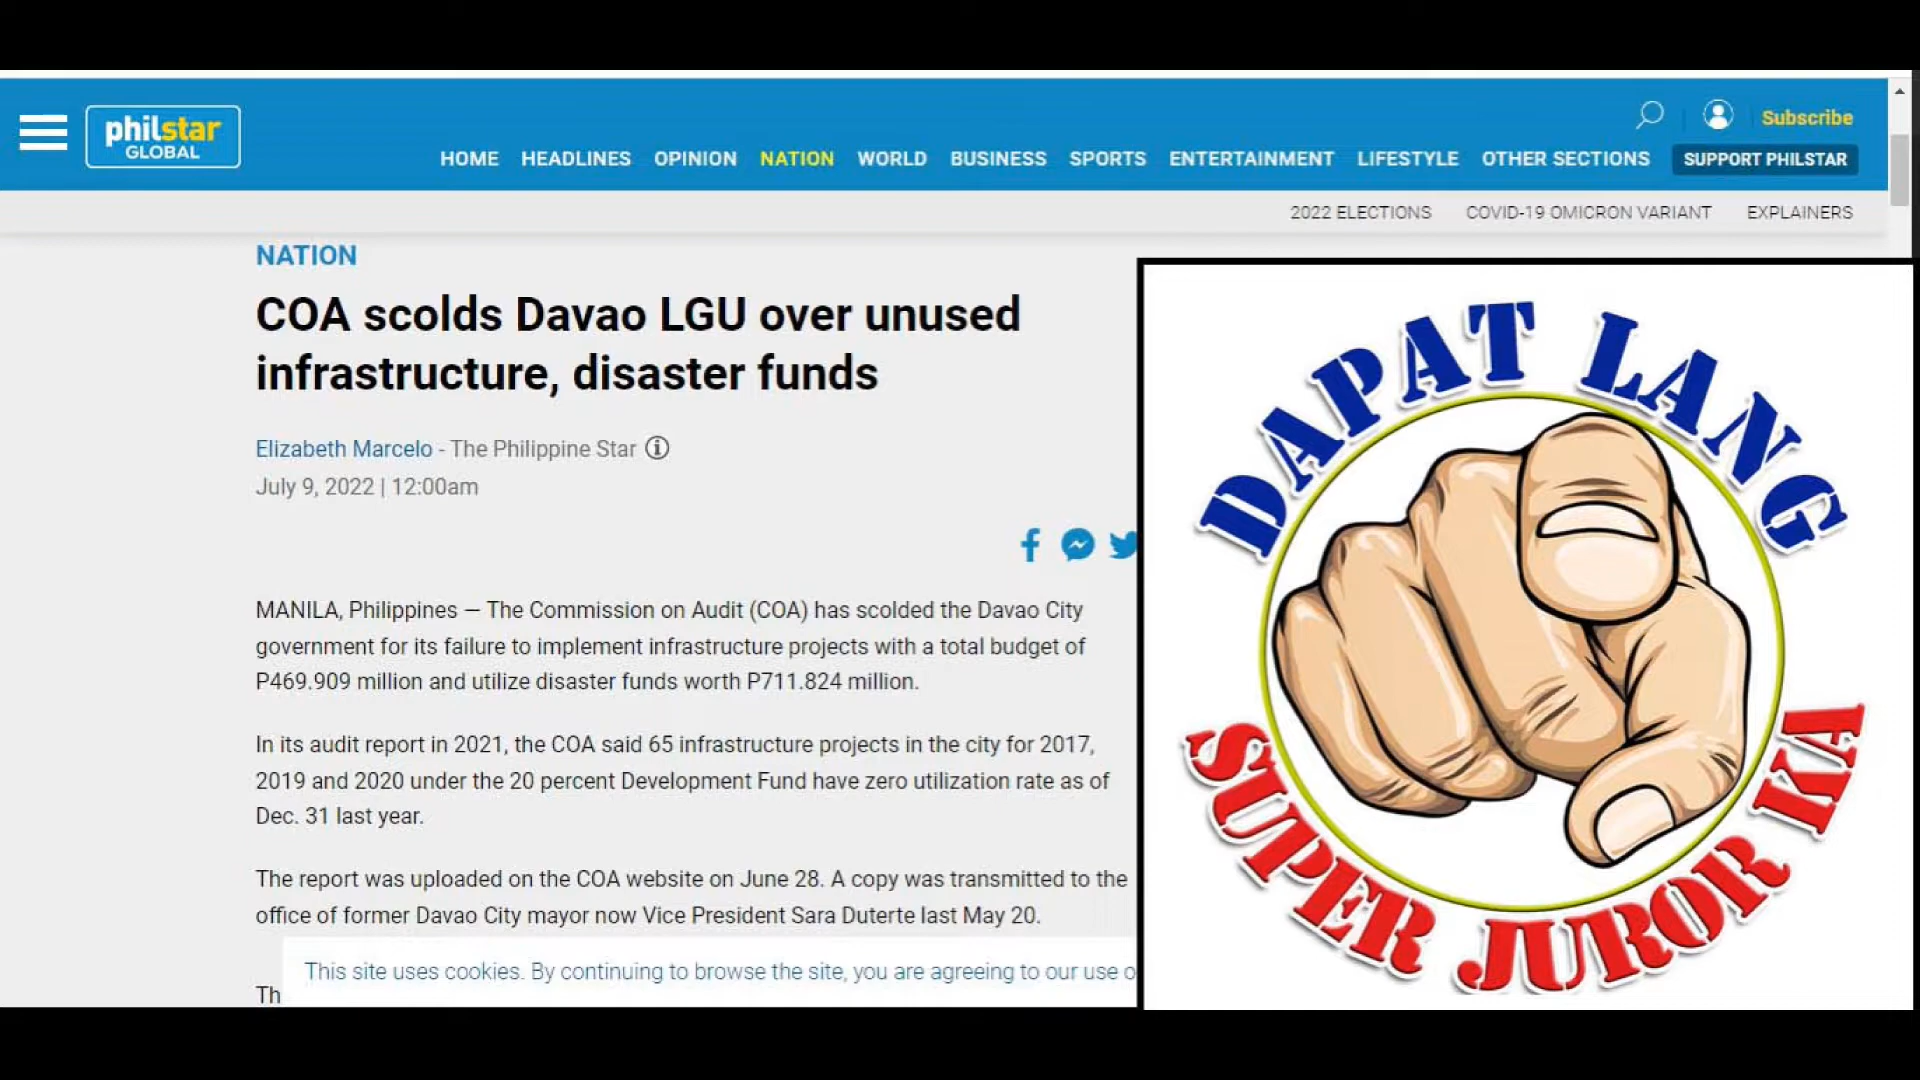 philstar
GLOBAL
Subscribe
HOME HEADLINES OPINION NATION WORLD BUSINESS SPORTS ENTERTAINMENT LIFESTYLE OTHER SECTIONS SUPPORT PHILSTAR
2022 ELECTIONS COVID-19 OMICRON VARIANT EXPLAINERS
NATION
COA scolds Davao LGU over unused
infrastructure, disaster funds
Elizabeth Marcelo - The Philippine Star
July 9, 2022 | 12:00am
MANILA, Philippines — The Commission on Audit (COA) has scolded the Davao City
government for its failure to implement infrastructure projects with a total budget of
P469.909 million and utilize disaster funds worth P711.824 million.
In its audit report in 2021, the COA said 65 infrastructure projects in the city for 2017,
2019 and 2020 under the 20 percent Development Fund have zero utilization rate as of
Dec. 31 last year.
The report was uploaded on the COA website on June 28. A copy was transmitted to the
office of former Davao City mayor now Vice President Sara Duterte last May 20.
This site uses cookies. By continuing to browse the site, you are agreeing to our use o
Th
DAPAT LANG
SUPER JUROR KA